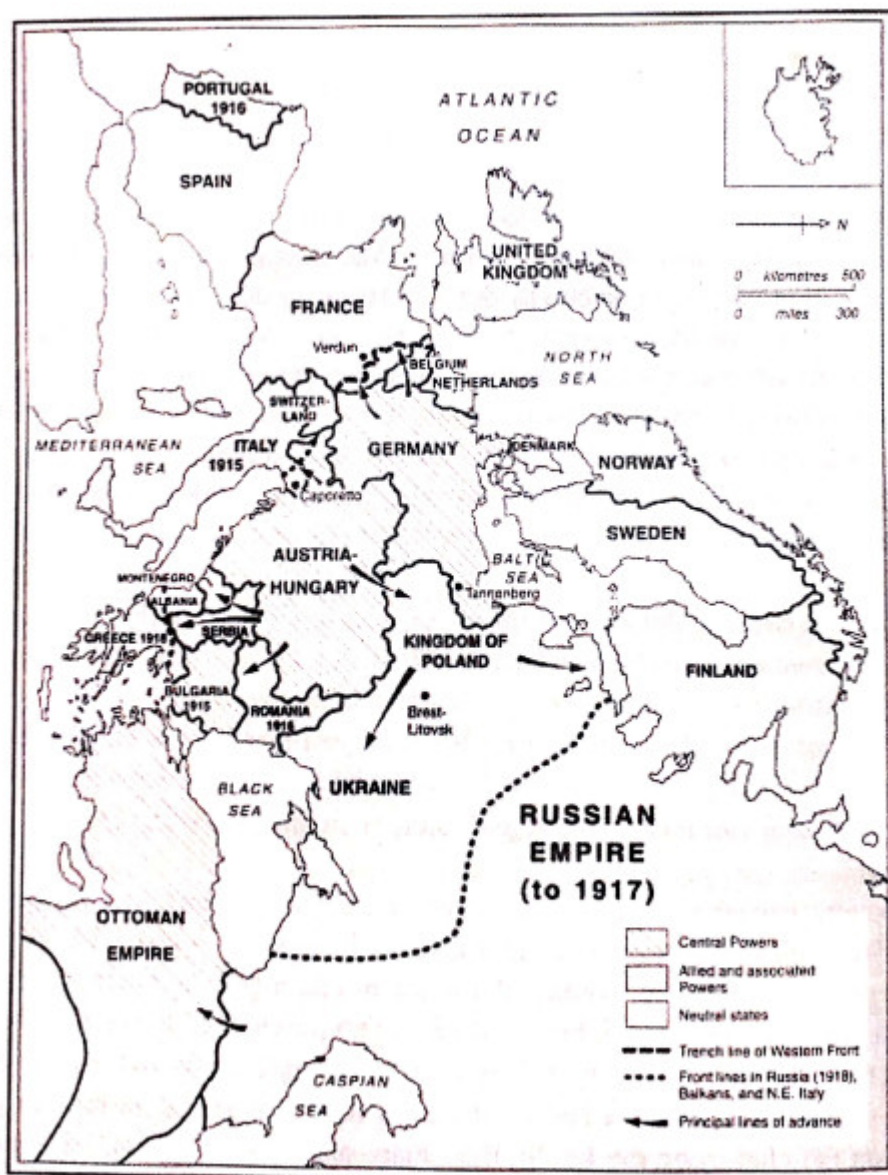 PORTUGAL
1916
ATLANTIC
OCEAN
SPAIN
N
UNITED
KINGDOM
0 kilometres 500
0 miles 300
FRANCE
Verdun
BELGIUM
NETHERLANDS
NORTH
SEA
SWITZER-
LAND
MEDITERRANEAN
SEA
ITALY
1915
GERMANY
DENMARK
NORWAY
Caporetto
SWEDEN
AUSTRIA-
HUNGARY
BALTIC
SEA
Tannenberg
MONTENEGRO
ALBANIA
GREECE
SERBIA
KINGDOM OF
POLAND
FINLAND
BULGARIA
1915
ROMANIA
1916
Brest-
Litovsk
BLACK
SEA
UKRAINE
RUSSIAN
EMPIRE
(to 1917)
OTTOMAN
EMPIRE
CASPIAN
SEA
Central Powers
Allied and associated
Powers
Neutral states
Trench line of Western Front
Front lines in Russia (1918),
Balkans, and N.E. Italy
Principal lines of advance